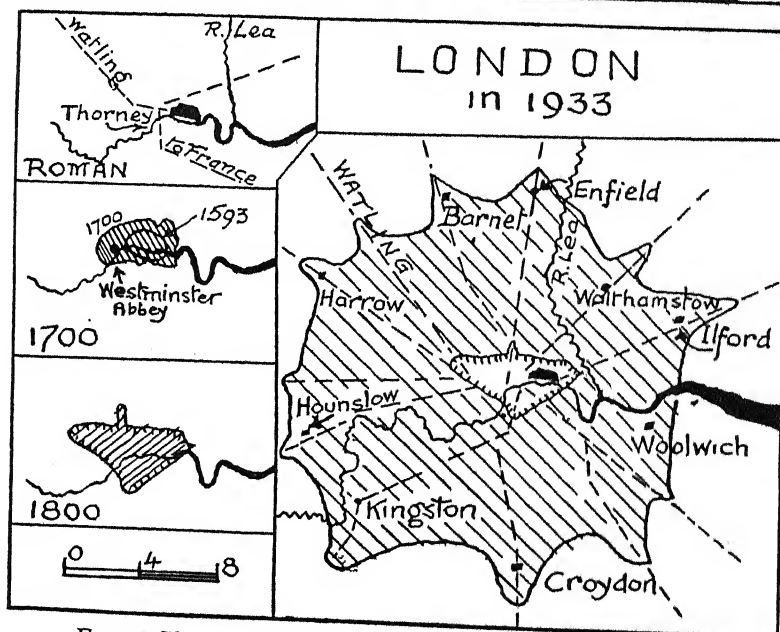 LONDON
in 1933
Watling
R. Lea
Thorney
to France
ROMAN
1700
1593
Westminster
Abbey
1700
1800
0 4 8
WATLING
Barnet
Enfield
R. Lea
Harrow
Walthamstow
Ilford
Hounslow
Woolwich
Kingston
Croydon